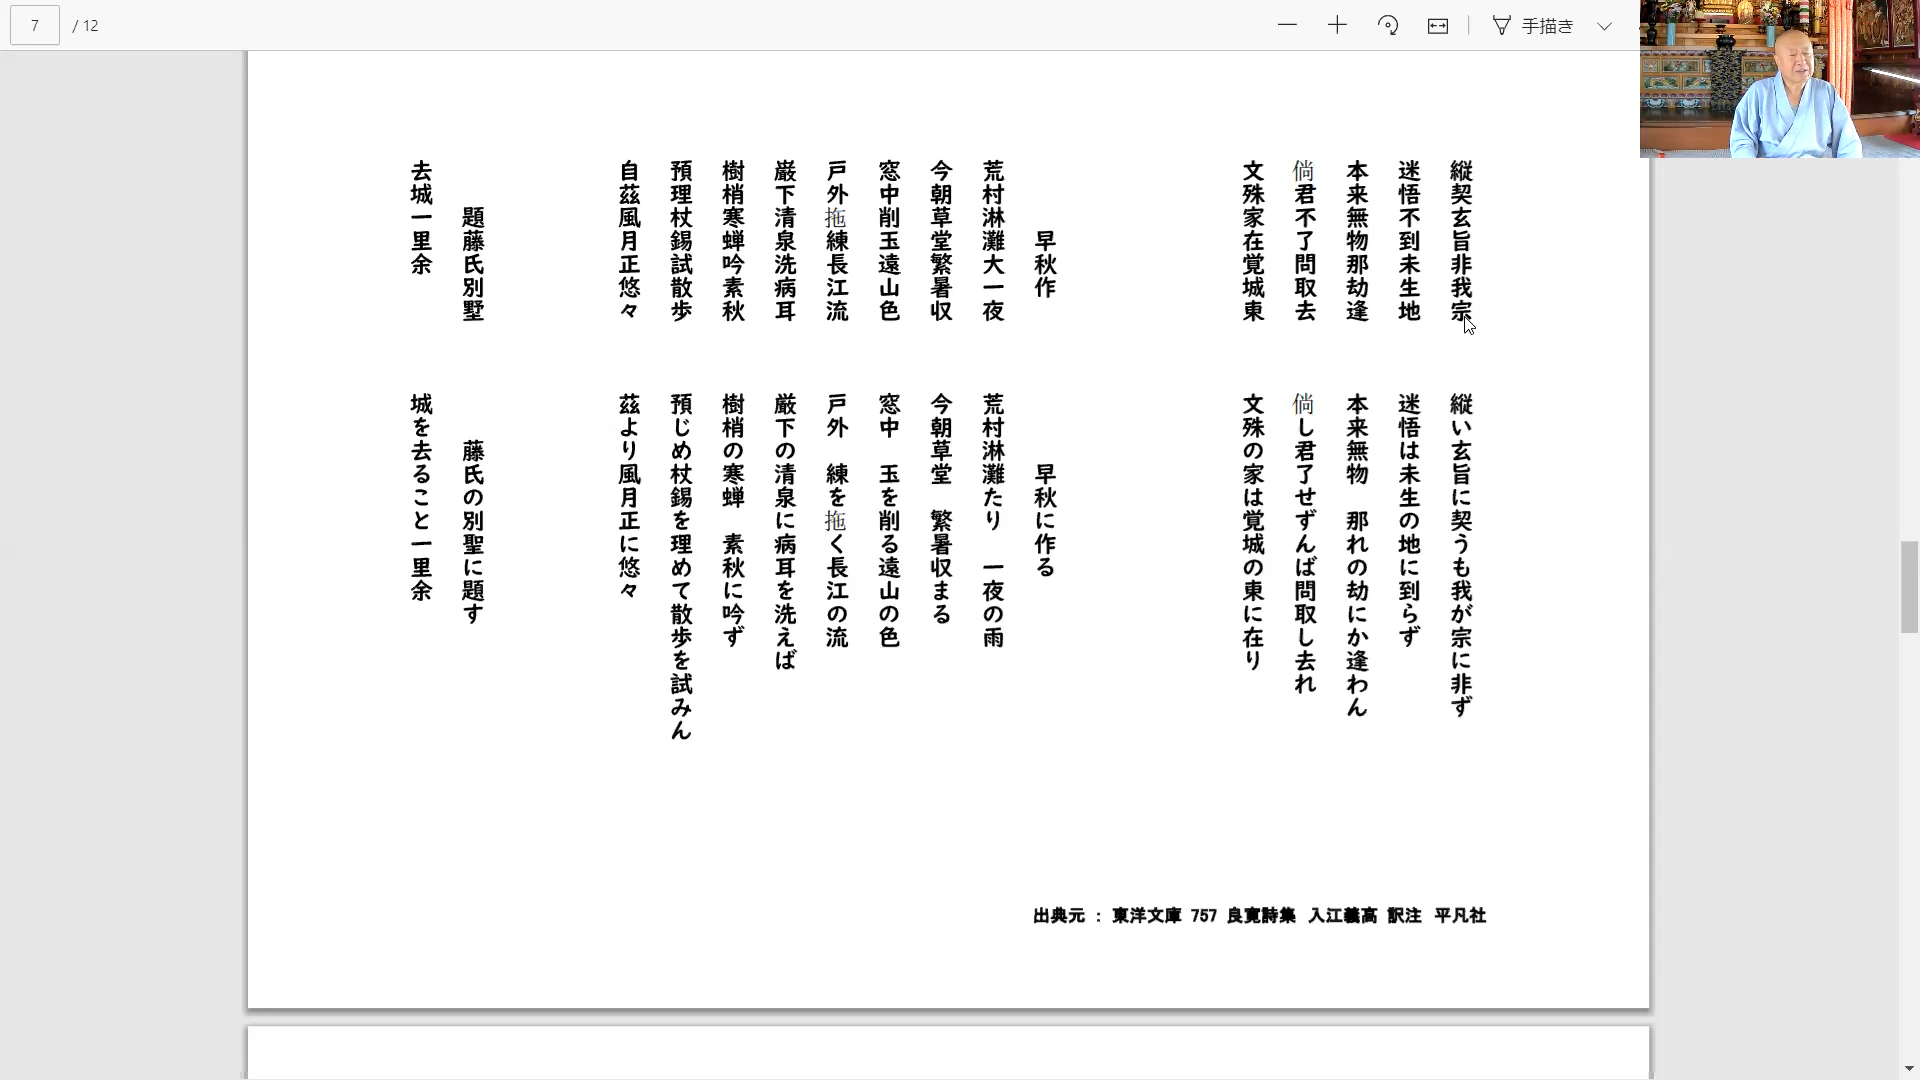 7 / 12
手描き
縦契玄旨非我宗
迷悟不到未生地
本来無物那劫逢
倘君不了問取去
文殊家在覚城東
早秋作
荒村淋灘大一夜
今朝草堂繁暑収
窓中削玉遠山色
戸外拖練長江流
巌下清泉洗病耳
樹梢寒蝉吟素秋
預理杖錫試散歩
自茲風月正悠々
題藤氏別墅
去城一里余
縦い玄旨に契うも我が宗に非ず
迷悟は未生の地に到らず
本来無物　那れの劫にか逢わん
倘し君了せずんば問取し去れ
文殊の家は覚城の東に在り
早秋に作る
荒村淋灘たり　一夜の雨
今朝草堂　繁暑収まる
窓中　玉を削る遠山の色
戸外　練を拖く長江の流
厳下の清泉に病耳を洗えば
樹梢の寒蝉　素秋に吟ず
預じめ杖錫を理めて散歩を試みん
茲より風月正に悠々
藤氏の別聖に題す
城を去ること一里余
出典元 : 東洋文庫 757 良寛詩集 入江義高 訳注 平凡社